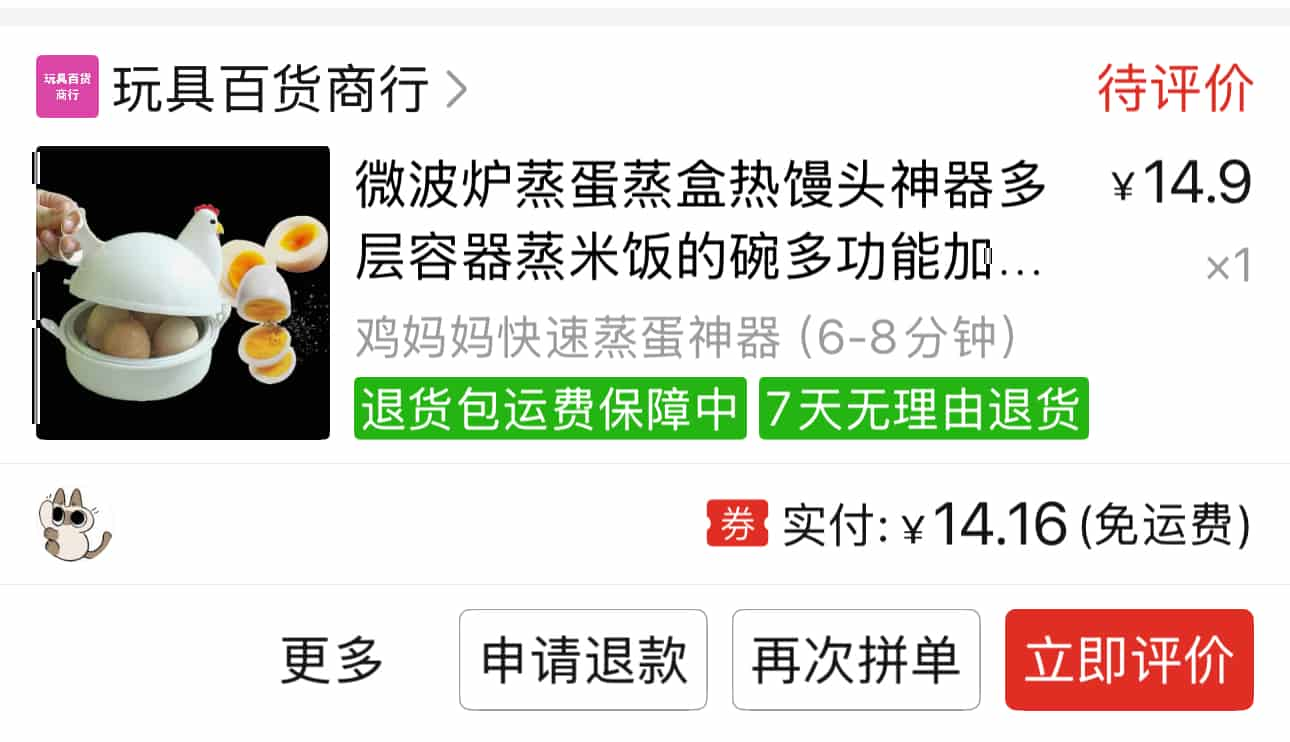 玩具百货
商行
玩具百货商行
待评价
微波炉蒸蛋蒸盒热馒头神器多
¥14.9
层容器蒸米饭的碗多功能加...
×1
鸡妈妈快速蒸蛋神器(6-8分钟)
退货包运费保障中
7天无理由退货
券 实付: ¥14.16(免运费)
更多
申请退款
再次拼单
立即评价